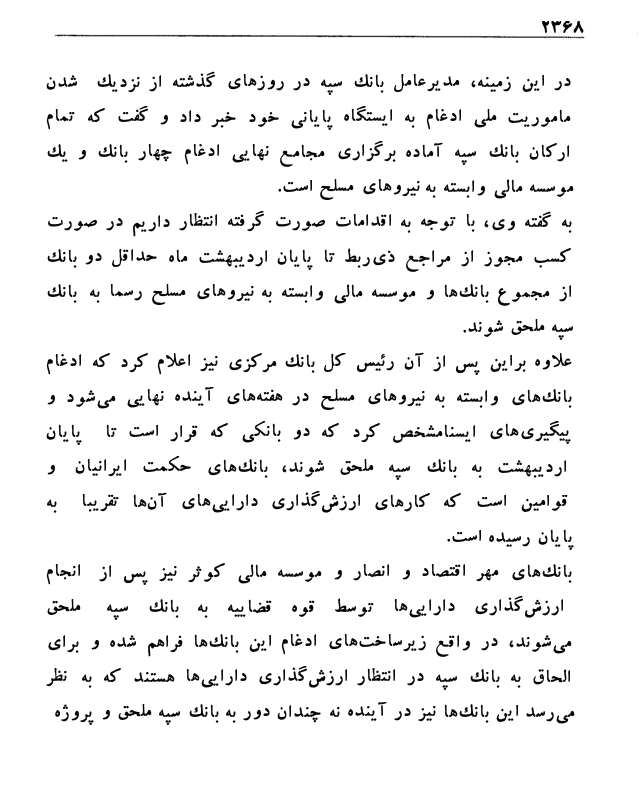 ۲۳۶۸
در این زمینه، مدیرعامل بانك سپه در روزهای گذشته از نزدیك شدن
ماموریت ملی ادغام به ایستگاه پایانی خود خبر داد و گفت که تمام
ارکان بانك سپه آماده برگزاری مجامع نهایی ادغام چهار بانك و یك
موسسه مالی وابسته به نیروهای مسلح است.
به گفته وی، با توجه به اقدامات صورت گرفته انتظار داریم در صورت
کسب مجوز از مراجع ذی‌ربط تا پایان اردیبهشت ماه حداقل دو بانك
از مجموع بانك‌ها و موسسه مالی وابسته به نیروهای مسلح رسما به بانك
سپه ملحق شوند.
علاوه براین پس از آن رئیس کل بانك مرکزی نیز اعلام کرد که ادغام
بانك‌های وابسته به نیروهای مسلح در هفته‌های آینده نهایی می‌شود و
پیگیری‌های ایسنامشخص کرد که دو بانکی که قرار است تا پایان
اردیبهشت به بانك سپه ملحق شوند، بانك‌های حکمت ایرانیان و
قوامین است که کارهای ارزش‌گذاری دارایی‌های آن‌ها تقریبا به
پایان رسیده است.
بانك‌های مهر اقتصاد و انصار و موسسه مالی کوثر نیز پس از انجام
ارزش‌گذاری دارایی‌ها توسط قوه قضاییه به بانك سپه ملحق
می‌شوند، در واقع زیرساخت‌های ادغام این بانك‌ها فراهم شده و برای
الحاق به بانك سپه در انتظار ارزش‌گذاری دارایی‌ها هستند که به نظر
می‌رسد این بانك‌ها نیز در آینده نه چندان دور به بانك سپه ملحق و پروژه